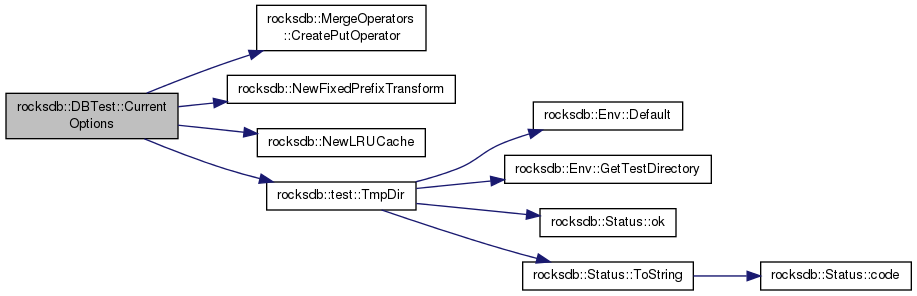 rocksdb::MergeOperators
::CreatePutOperator
rocksdb::NewFixedPrefixTransform
rocksdb::DBTest::Current
Options
rocksdb::Env::Default
rocksdb::NewLRUCache
rocksdb::Env::GetTestDirectory
rocksdb::test::TmpDir
rocksdb::Status::ok
rocksdb::Status::ToString
rocksdb::Status::code